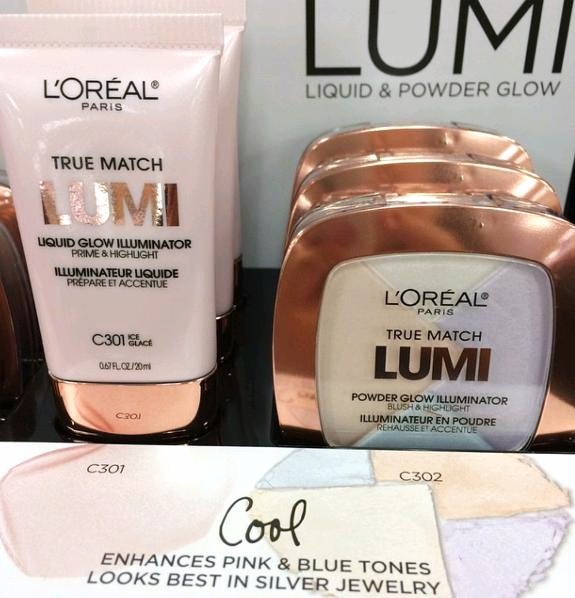 LUMI
LIQUID & POWDER GLOW
L'ORÉAL®
PARIS
TRUE MATCH
LUMI
LIQUID GLOW ILLUMINATOR
PRIME & HIGHLIGHT
ILLUMINATEUR LIQUIDE
PRÉPARE ET ACCENTUE
C301 ICE
GLACÉ
0.67 FL. OZ./20ml
C301
L'ORÉAL®
PARIS
TRUE MATCH
LUMI
POWDER GLOW ILLUMINATOR
BLUSH & HIGHLIGHT
ILLUMINATEUR EN POUDRE
REHAUSSE ET ACCENTUE
C301
C302
Cool
ENHANCES PINK & BLUE TONES
LOOKS BEST IN SILVER JEWELRY